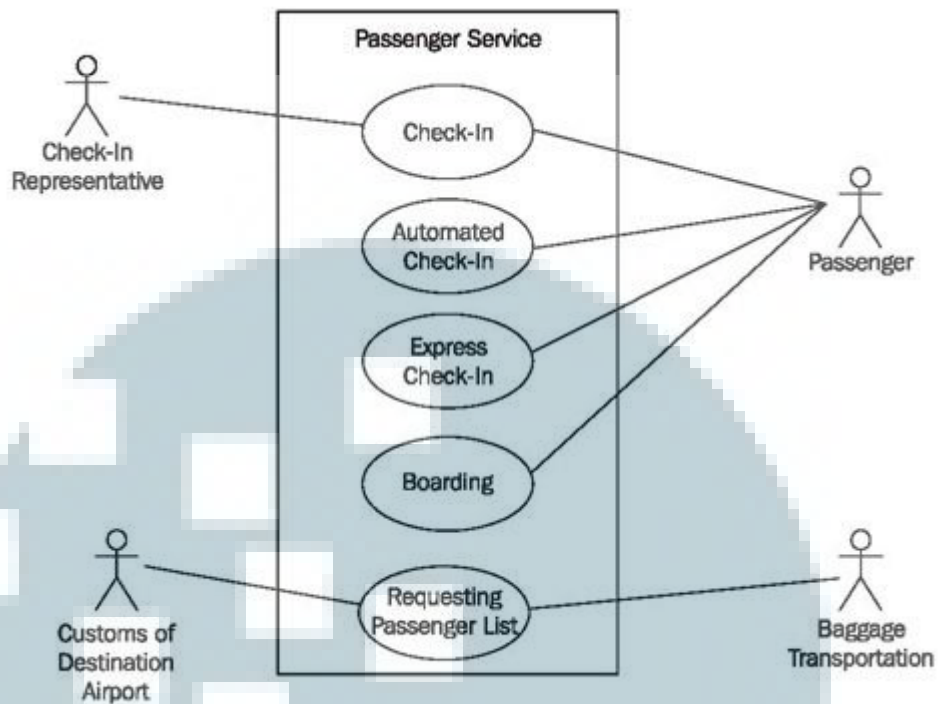 Passenger Service
Check-In
Representative
Check-In
Automated
Check-In
Passenger
Express
Check-In
Boarding
Customs of
Destination
Airport
Requesting
Passenger List
Baggage
Transportation